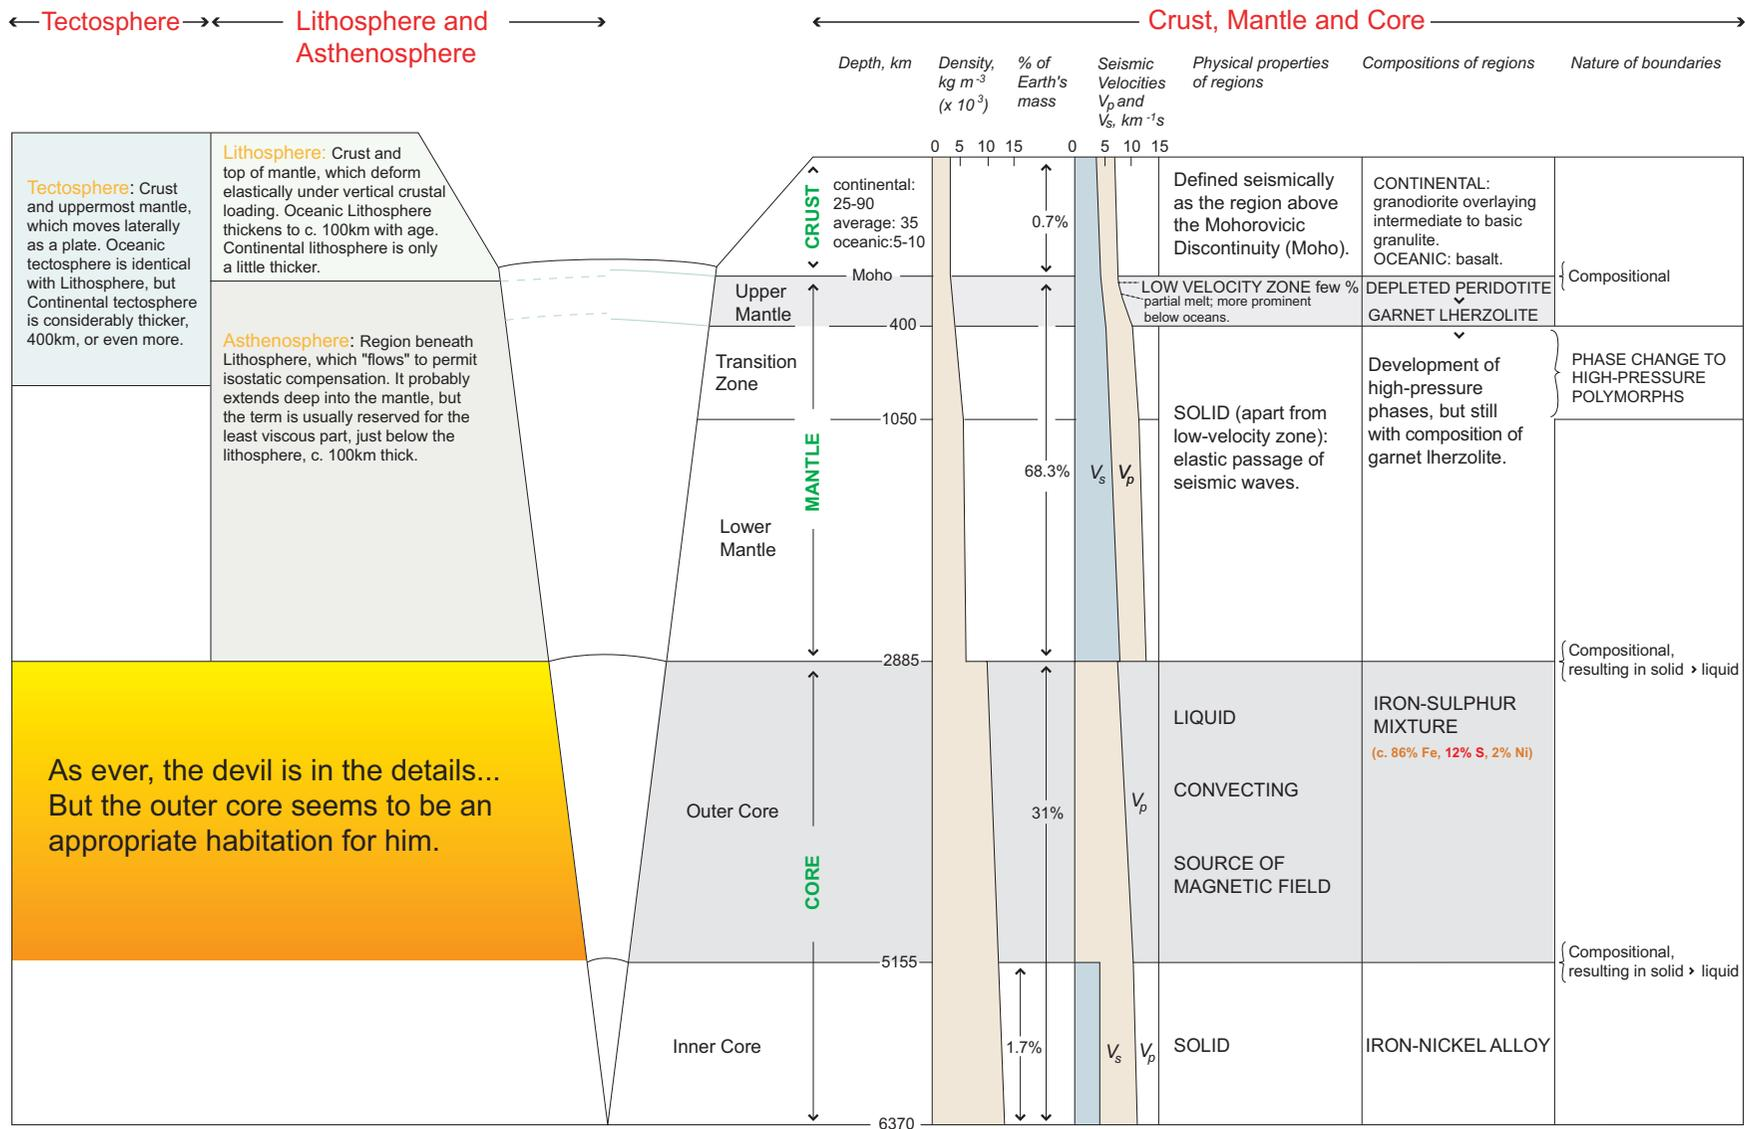 Tectosphere
Lithosphere and
Asthenosphere
Crust, Mantle and Core
Depth, km
Density,
kg m-3
(x 10 3)
% of
Earth's
mass
Seismic
Velocities
Vp and
Vs, km -1s
Physical properties
of regions
Compositions of regions
Nature of boundaries
0 5 10 15
0 5 10 15
Tectosphere: Crust
and uppermost mantle,
which moves laterally
as a plate. Oceanic
tectosphere is identical
with Lithosphere, but
Continental tectosphere
is considerably thicker,
400km, or even more.
Lithosphere: Crust and
top of mantle, which deform
elastically under vertical crustal
loading. Oceanic Lithosphere
thickens to c. 100km with age.
Continental lithosphere is only
a little thicker.
Asthenosphere: Region beneath
Lithosphere, which "flows" to permit
isostatic compensation. It probably
extends deep into the mantle, but
the term is usually reserved for the
least viscous part, just below the
lithosphere, c. 100km thick.
As ever, the devil is in the details...
But the outer core seems to be an
appropriate habitation for him.
CRUST
continental:
25-90
average: 35
oceanic:5-10
0.7%
Defined seismically
as the region above
the Mohorovicic
Discontinuity (Moho).
CONTINENTAL:
granodiorite overlaying
intermediate to basic
granulite.
OCEANIC: basalt.
Moho
Compositional
Upper
Mantle
LOW VELOCITY ZONE few %
partial melt; more prominent
below oceans.
DEPLETED PERIDOTITE
GARNET LHERZOLITE
400
Transition
Zone
Development of
high-pressure
phases, but still
with composition of
garnet lherzolite.
PHASE CHANGE TO
HIGH-PRESSURE
POLYMORPHS
1050
MANTLE
68.3%
Vs
Vp
SOLID (apart from
low-velocity zone):
elastic passage of
seismic waves.
Lower
Mantle
2885
Compositional,
resulting in solid › liquid
Outer Core
CORE
31%
Vp
LIQUID
CONVECTING
SOURCE OF
MAGNETIC FIELD
IRON-SULPHUR
MIXTURE
(c. 86% Fe, 12% S, 2% Ni)
5155
Compositional,
resulting in solid › liquid
Inner Core
1.7%
Vs
Vp
SOLID
IRON-NICKEL ALLOY
6370